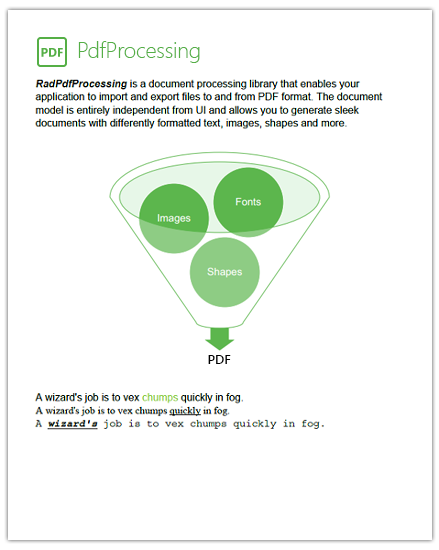 PDF PdfProcessing
RadPdfProcessing is a document processing library that enables your
application to import and export files to and from PDF format. The document
model is entirely independent from UI and allows you to generate sleek
documents with differently formatted text, images, shapes and more.
Fonts
Images
Shapes
PDF
A wizard's job is to vex chumps quickly in fog.
A wizard's job is to vex chumps quickly in fog.
A wizard's job is to vex chumps quickly in fog.